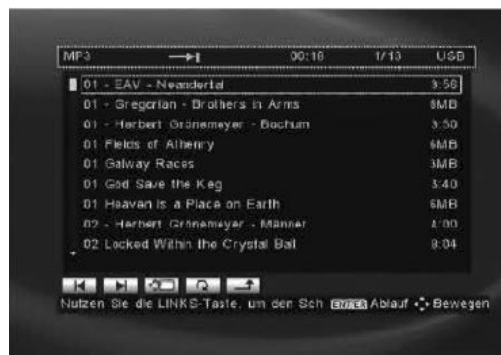 MP3 00:18 1/13 USB
01 - EAV - Neandertal 3:56
01 - Gregorian - Brothers in Arms 6MB
01 - Herbert Grönemeyer - Bochum 3:50
01 Fields of Athenry 6MB
01 Galway Races 3MB
01 God Save the Keg 3:40
01 Heaven is a Place on Earth 6MB
02 - Herbert Grönemeyer - Männer 4:00
02 Locked Within the Crystal Ball 8:04
Nutzen Sie die LINKS-Taste, um den Sch ENTER Ablauf Bewegen